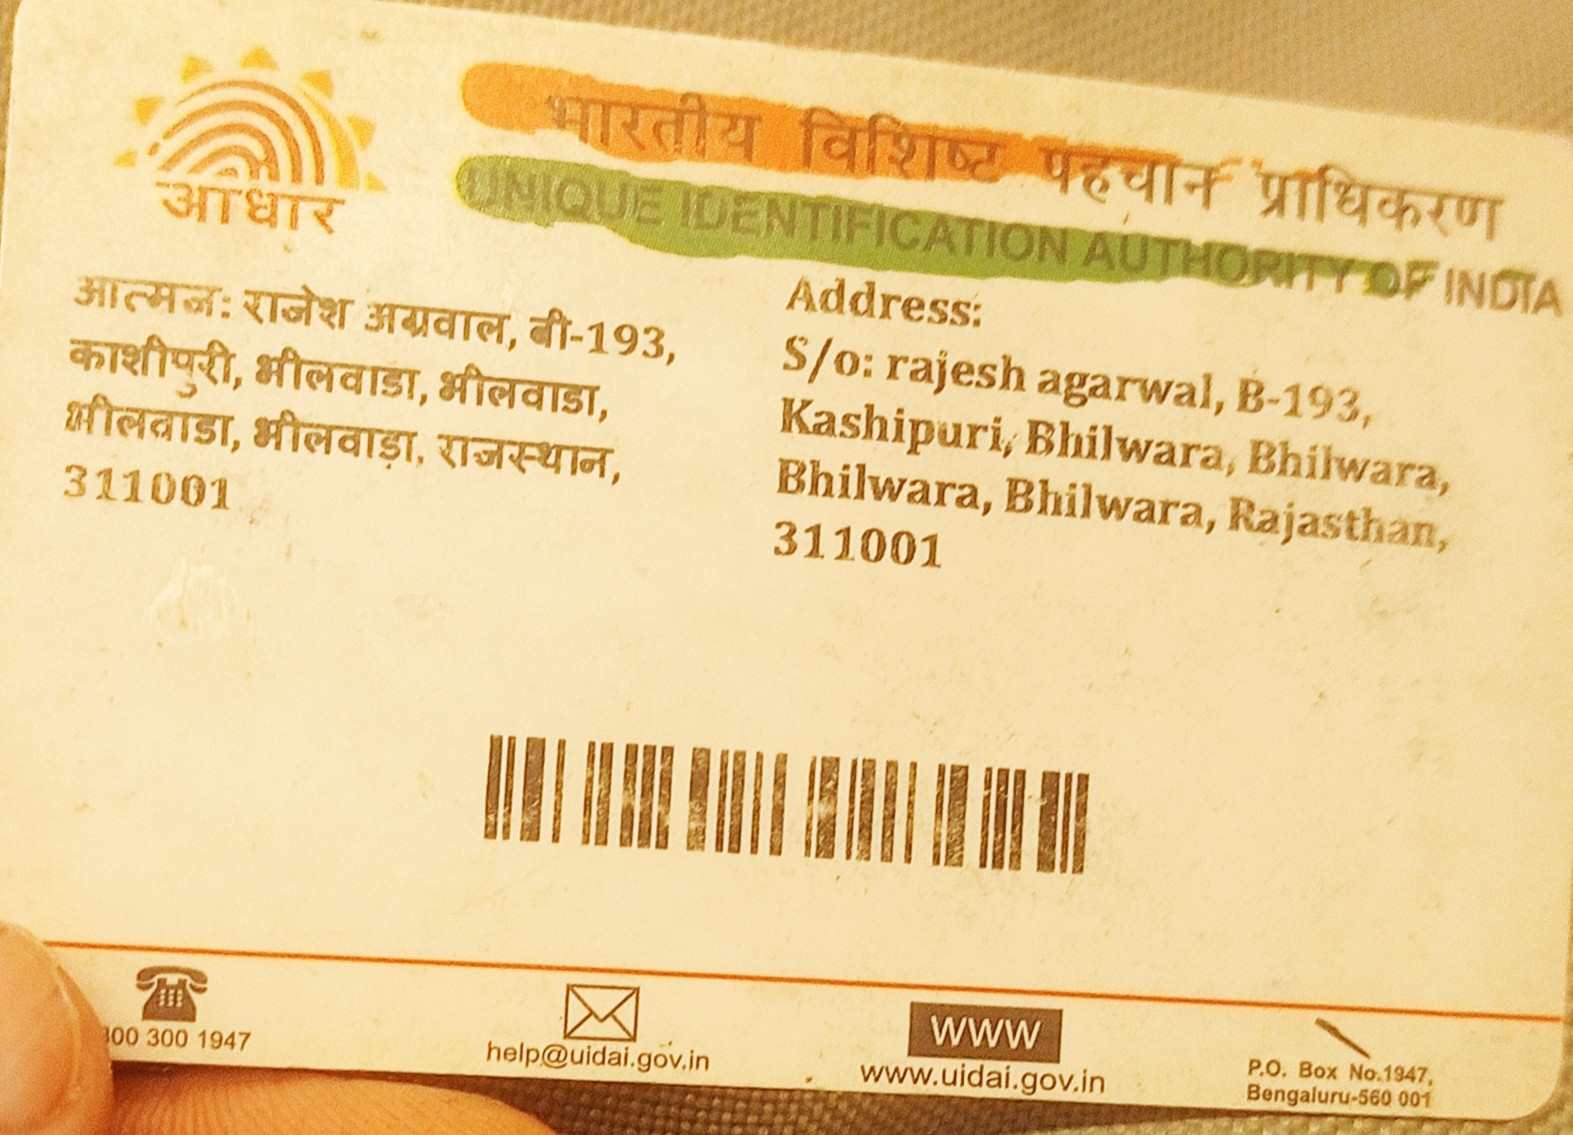 आधार
भारतीय विशिष्ट पहचान प्राधिकरण
UNIQUE IDENTIFICATION AUTHORITY OF INDIA
आत्मज: राजेश अग्रवाल, बी-193,
काशीपुरी, भीलवाडा, भीलवाडा,
भीलवाडा, भीलवाड़ा, राजस्थान,
311001
Address:
S/o: rajesh agarwal, B-193,
Kashipuri, Bhilwara, Bhilwara,
Bhilwara, Bhilwara, Rajasthan,
311001
300 1947
help@uidai.gov.in
www
www.uidai.gov.in
P.O. Box No.1947,
Bengaluru-560 001